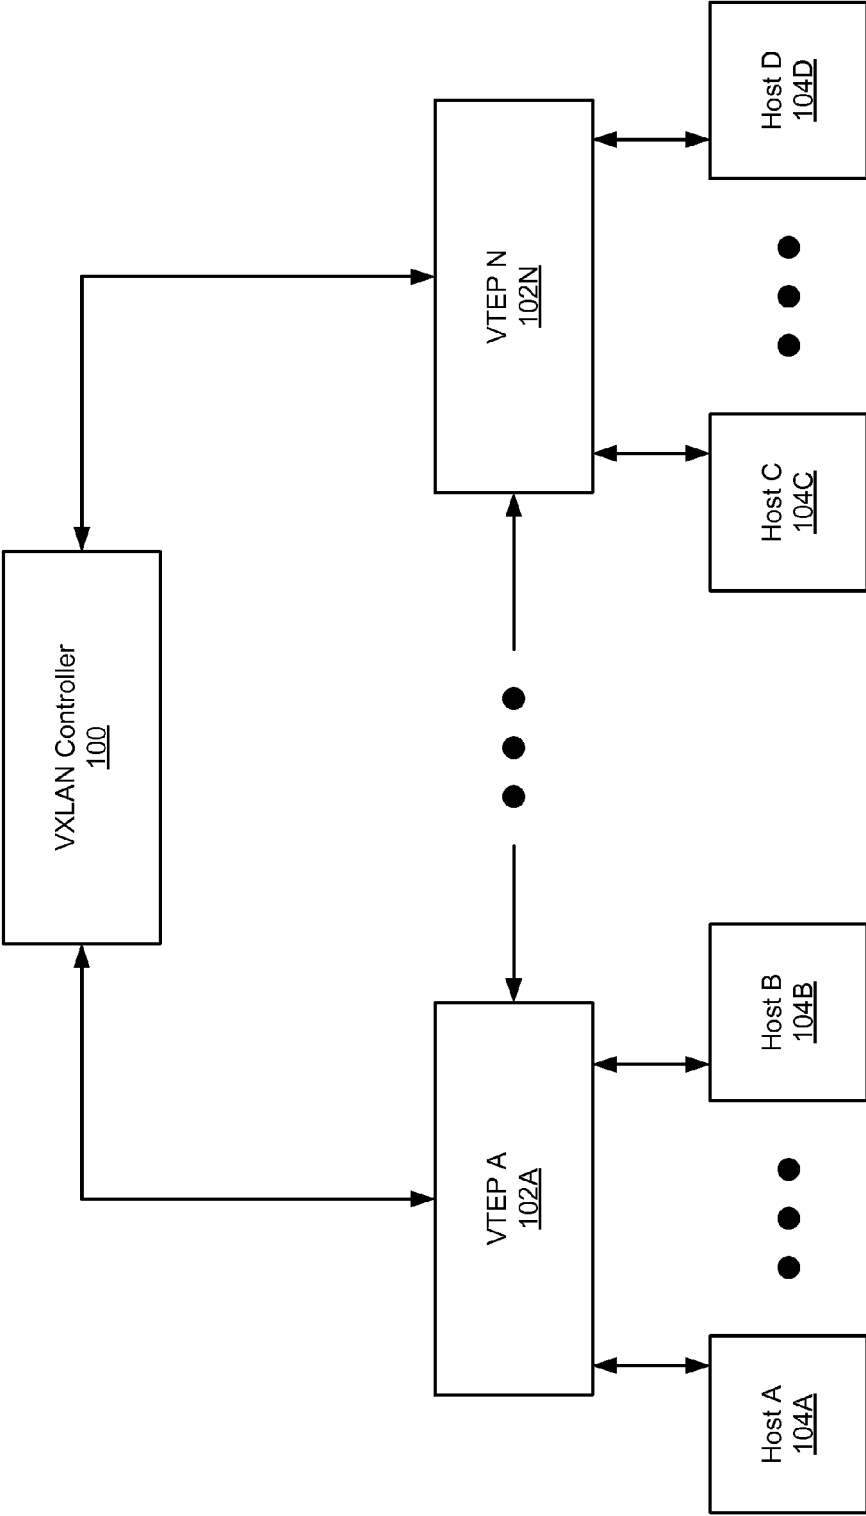 VXLAN Controller
100
VTEP A
102A
VTEP N
102N
Host A
104A
Host B
104B
Host C
104C
Host D
104D